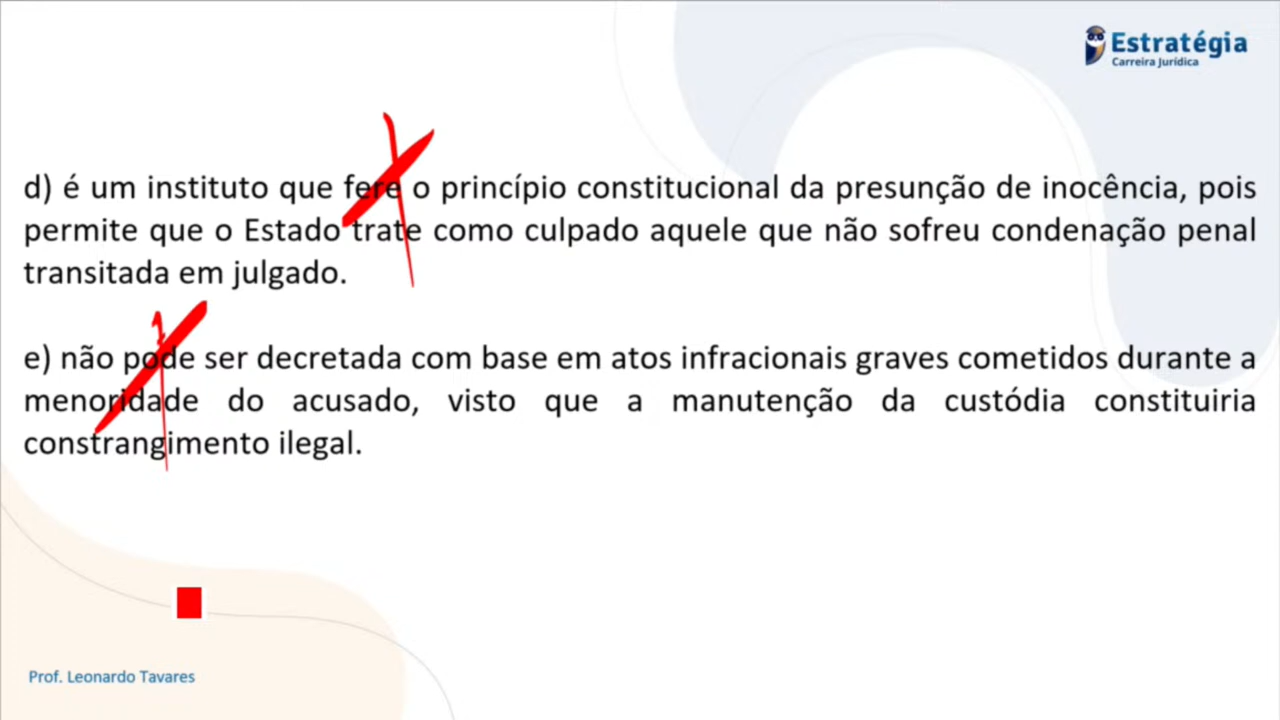 Estratégia
Carreira Jurídica
d) é um instituto que fere o princípio constitucional da presunção de inocência, pois
permite que o Estado trate como culpado aquele que não sofreu condenação penal
transitada em julgado.
e) não pode ser decretada com base em atos infracionais graves cometidos durante a
menoridade do acusado, visto que a manutenção da custódia constituiria
constrangimento ilegal.
Prof. Leonardo Tavares